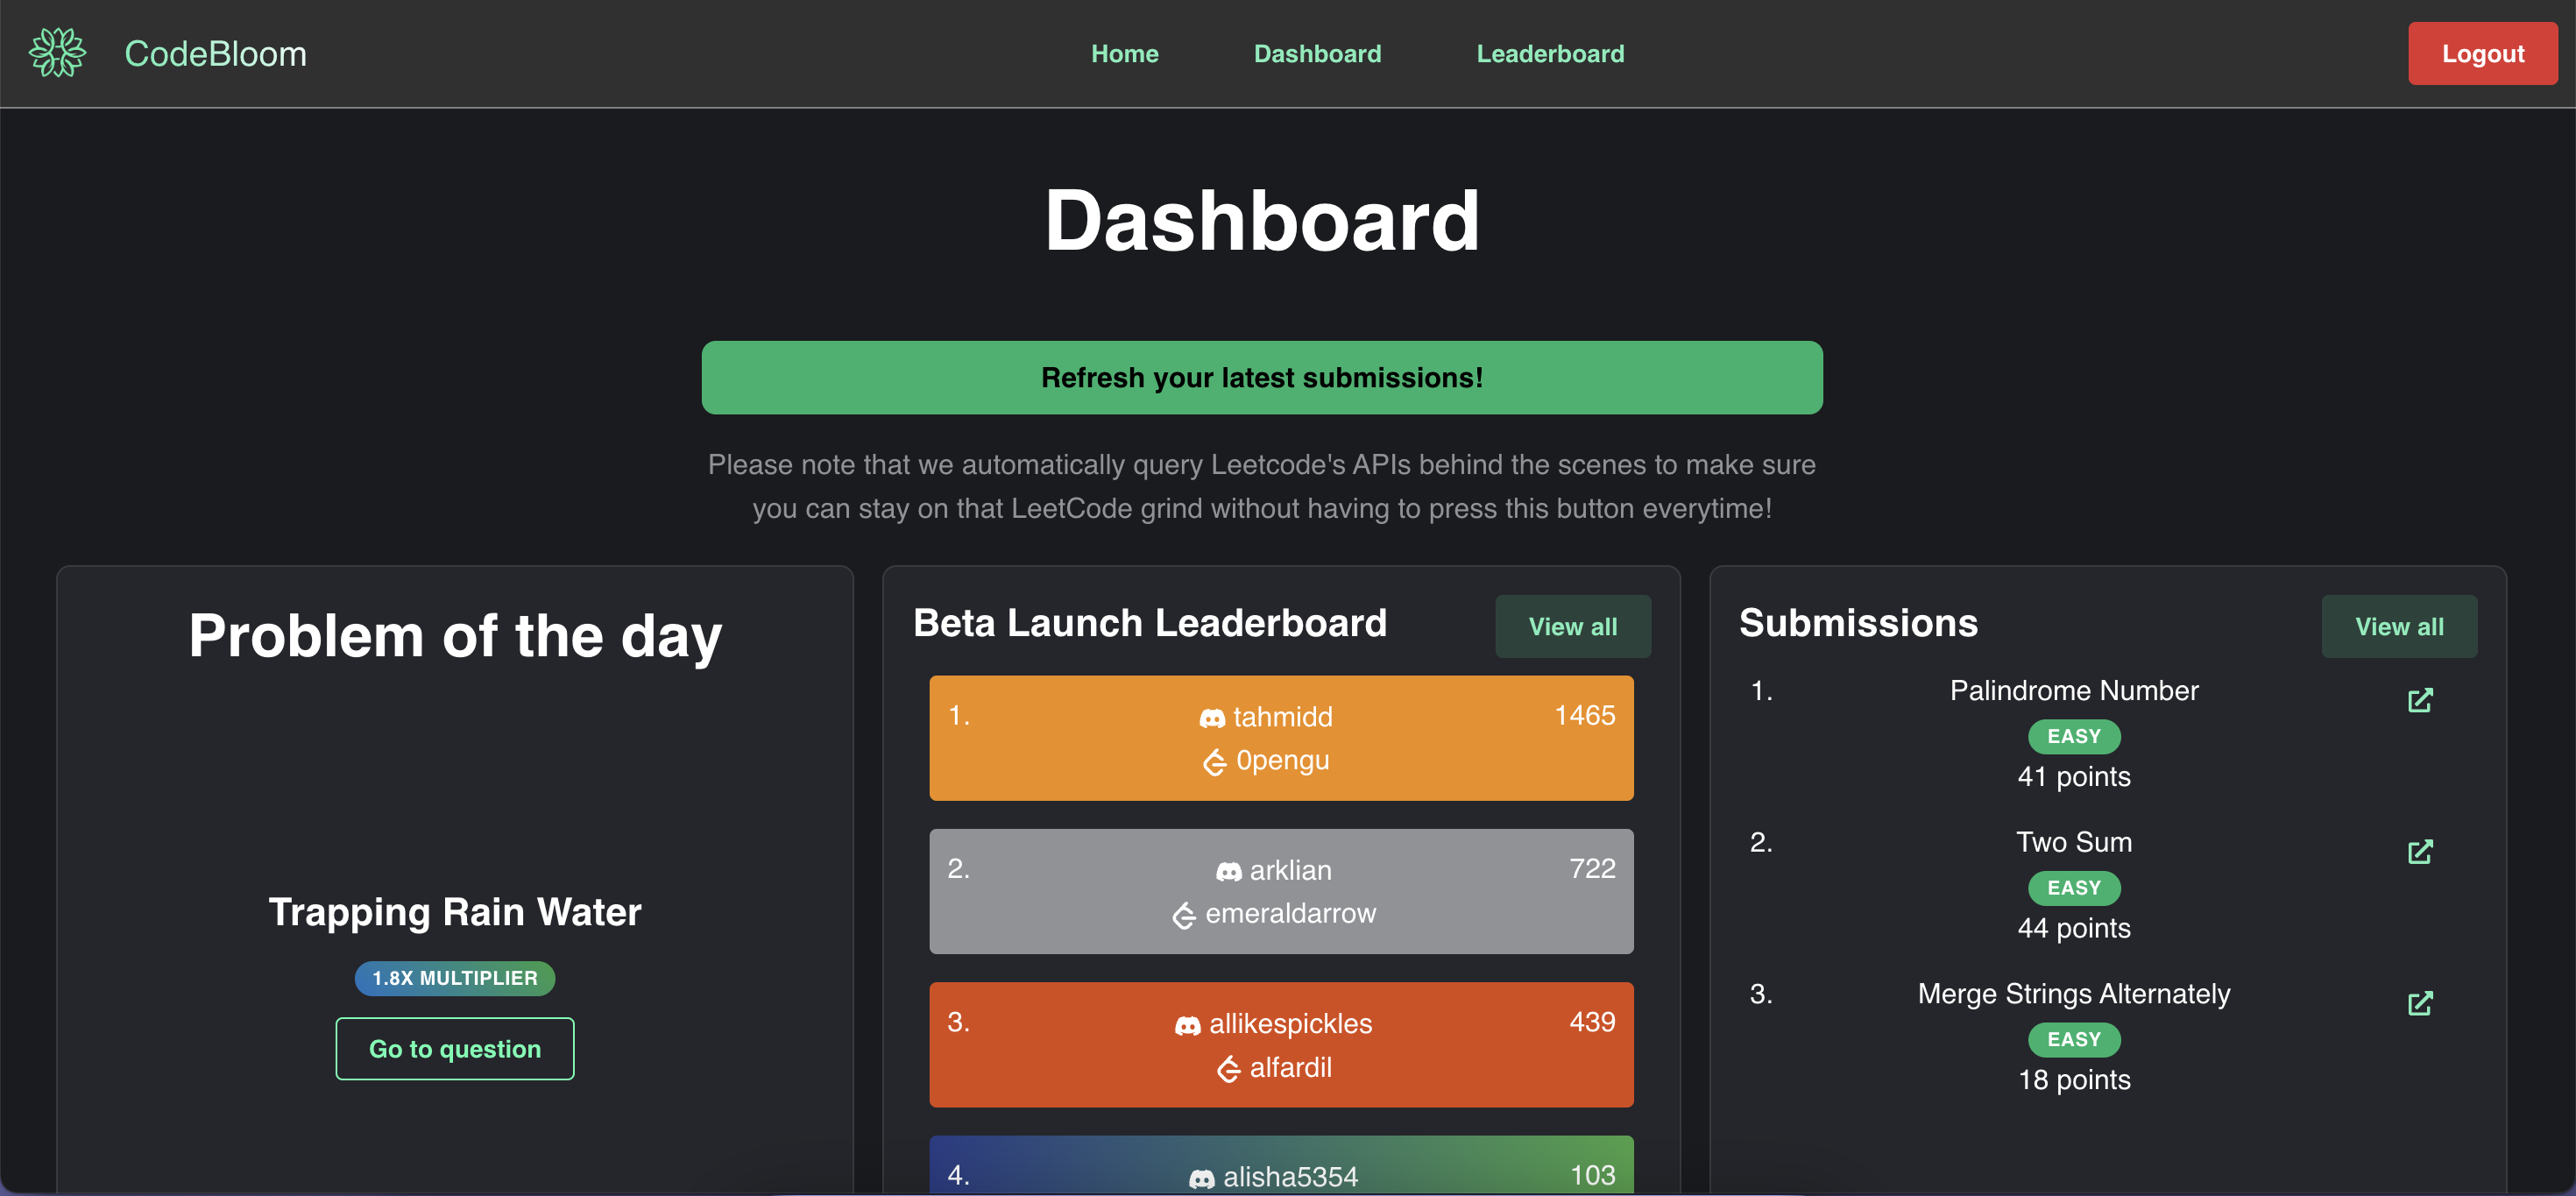 CodeBloom
Home
Dashboard
Leaderboard
Logout
Dashboard
Refresh your latest submissions!
Please note that we automatically query Leetcode's APIs behind the scenes to make sure
you can stay on that LeetCode grind without having to press this button everytime!
Problem of the day
Trapping Rain Water
1.8X MULTIPLIER
Go to question
Beta Launch Leaderboard
View all
1.
tahmidd
1465
0pengu
2.
arklian
722
emeraldarrow
3.
allikespickles
439
alfardil
4.
alisha5354
103
Submissions
View all
1.
Palindrome Number
EASY
41 points
2.
Two Sum
EASY
44 points
3.
Merge Strings Alternately
EASY
18 points